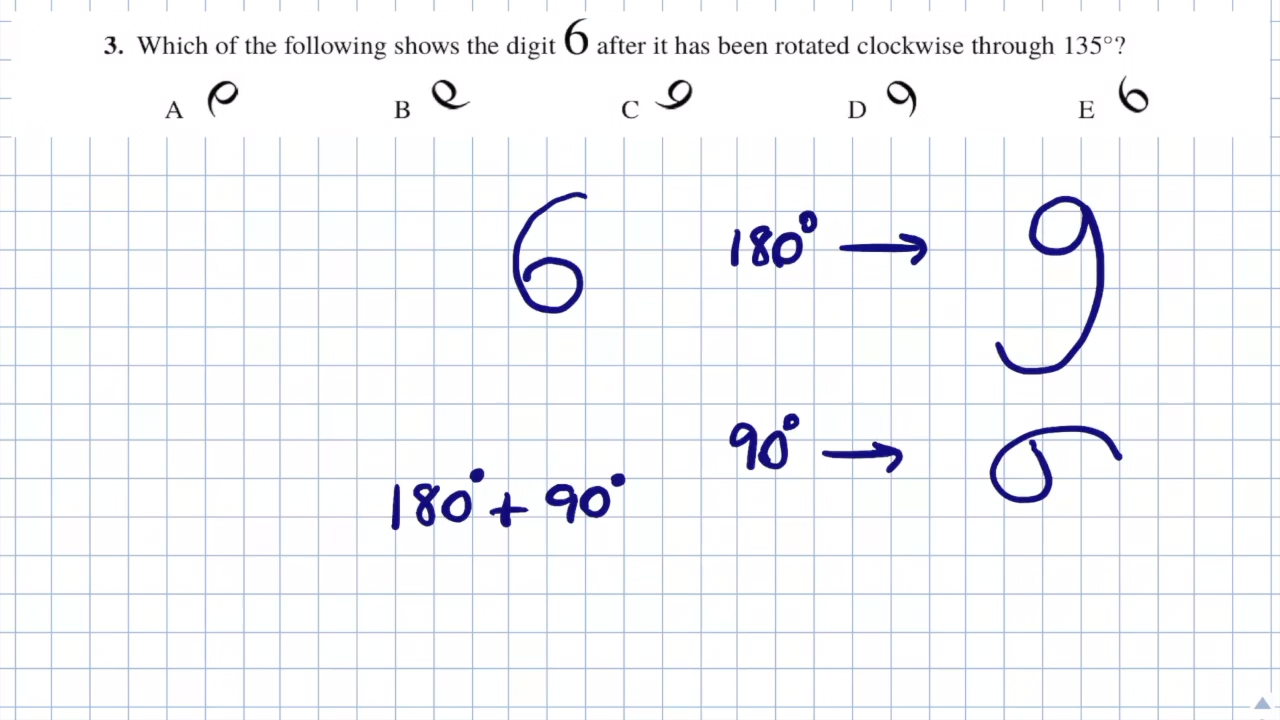 3. Which of the following shows the digit 6 after it has been rotated clockwise through 135°?
A B C D E
6 180° → 9
90° →
180° + 90°